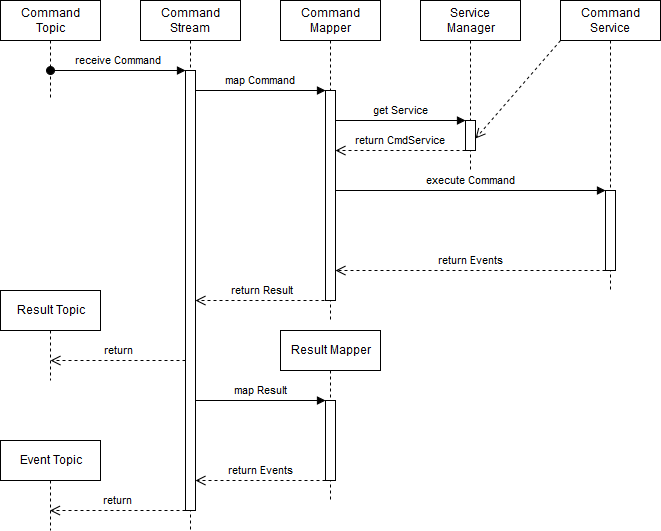 Command
Topic
Command
Stream
Command
Mapper
Service
Manager
Command
Service
receive Command
map Command
get Service
return CmdService
execute Command
return Events
return Result
Result Topic
return
Result Mapper
map Result
Event Topic
return Events
return